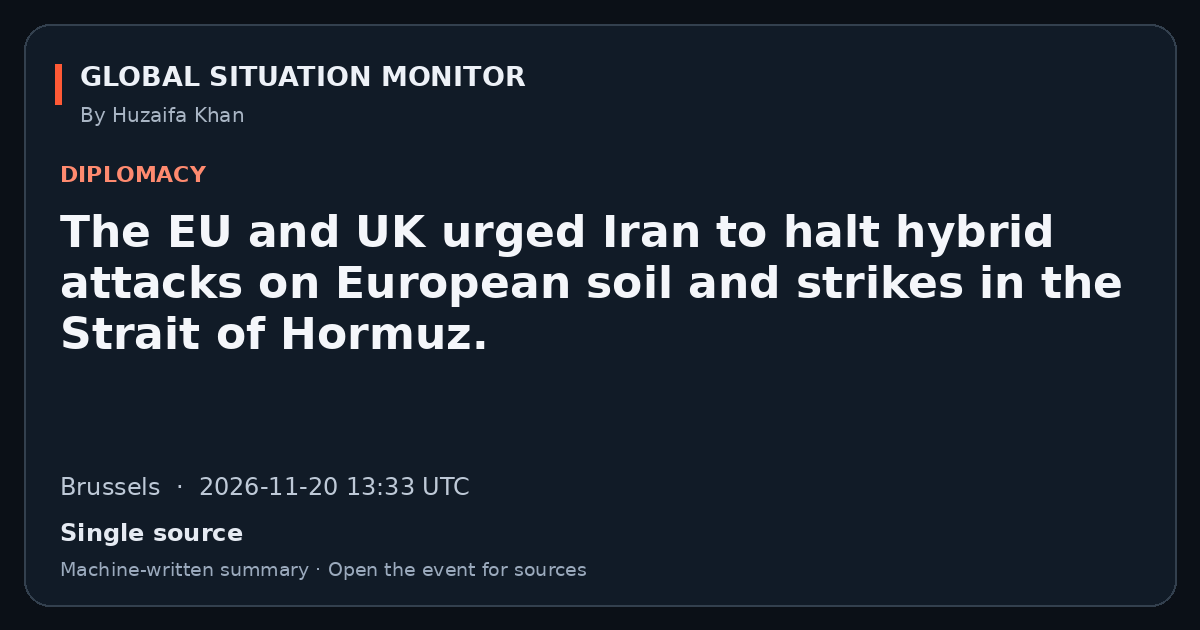 GLOBAL SITUATION MONITOR
By Huzaifa Khan
DIPLOMACY
The EU and UK urged Iran to halt hybrid
attacks on European soil and strikes in the
Strait of Hormuz.
Brussels · 2026-11-20 13:33 UTC
Single source
Machine-written summary · Open the event for sources